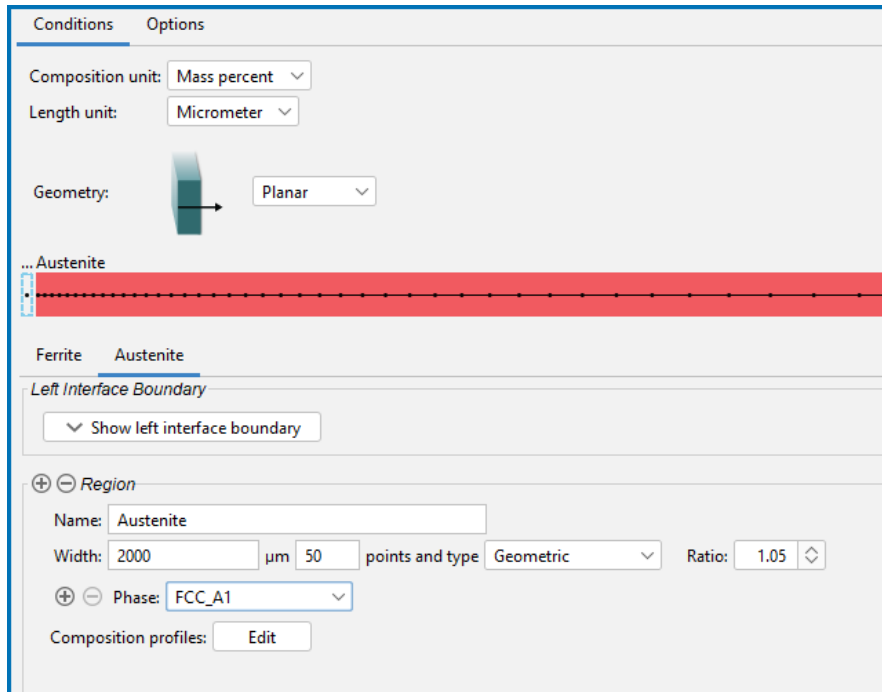 Conditions Options
Composition unit: Mass percent
Length unit: Micrometer
Geometry: Planar
... Austenite
Ferrite Austenite
Left Interface Boundary
Show left interface boundary
Region
Name: Austenite
Width: 2000 µm 50 points and type Geometric Ratio: 1.05
Phase: FCC_A1
Composition profiles: Edit